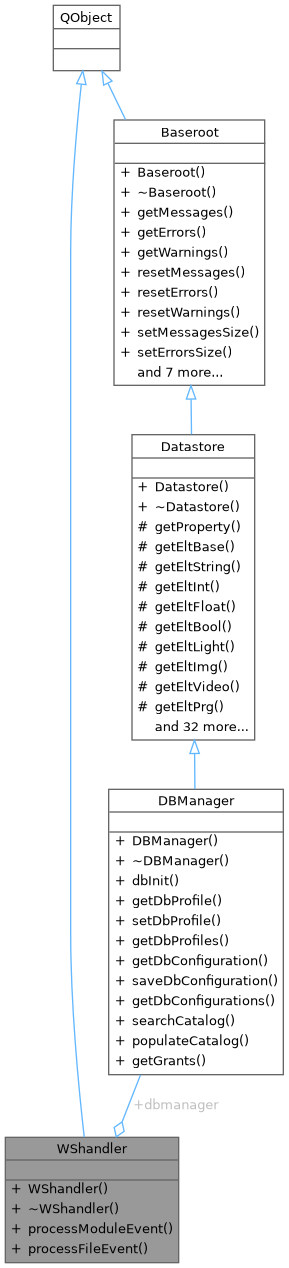 QObject
Baseroot
+ Baseroot()
+ ~Baseroot()
+ getMessages()
+ getErrors()
+ getWarnings()
+ resetMessages()
+ resetErrors()
+ resetWarnings()
+ setMessagesSize()
+ setErrorsSize()
and 7 more...
Datastore
+ Datastore()
+ ~Datastore()
# getProperty()
# getEltBase()
# getEltString()
# getEltInt()
# getEltFloat()
# getEltBool()
# getEltLight()
# getEltImg()
# getEltVideo()
# getEltPrg()
and 32 more...
DBManager
+ DBManager()
+ ~DBManager()
+ dbInit()
+ getDbProfile()
+ setDbProfile()
+ getDbProfiles()
+ getDbConfiguration()
+ saveDbConfiguration()
+ getDbConfigurations()
+ searchCatalog()
+ populateCatalog()
+ getGrants()
+dbmanager
WShandler
+ WShandler()
+ ~WShandler()
+ processModuleEvent()
+ processFileEvent()